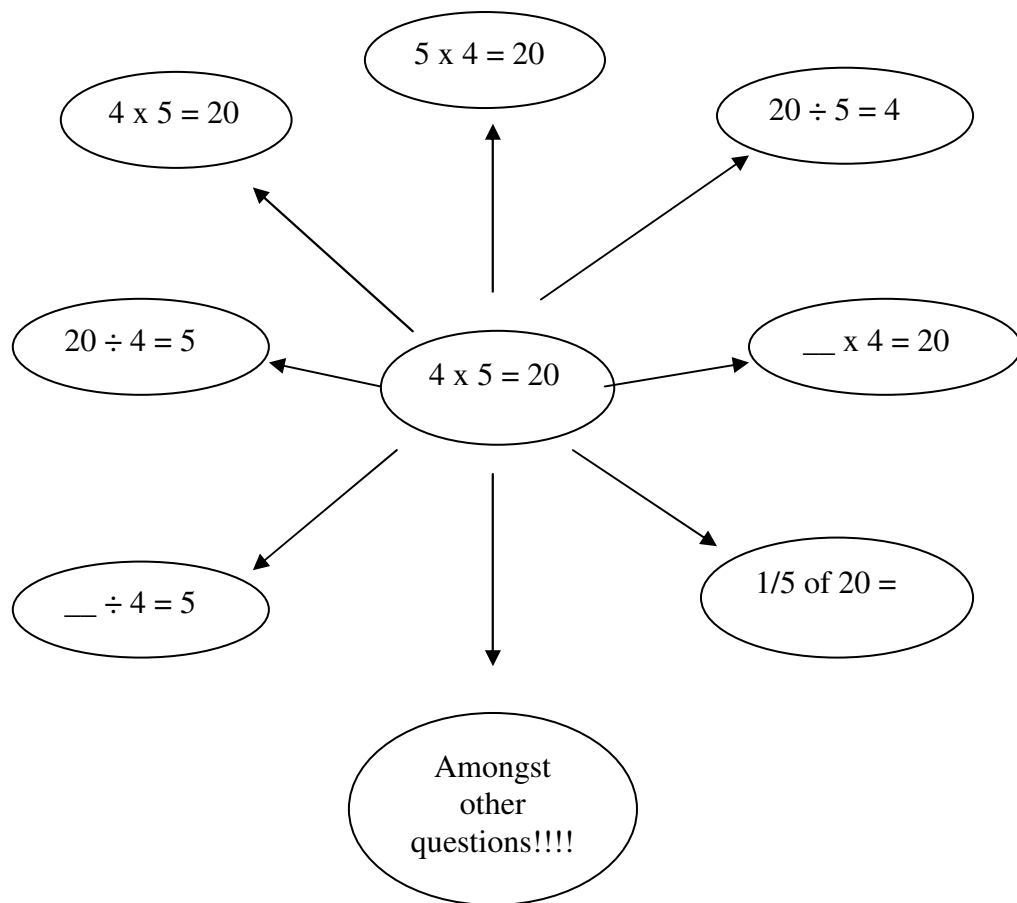 5 x 4 = 20
4 x 5 = 20
20 ÷ 5 = 4
20 ÷ 4 = 5
4 x 5 = 20
__ x 4 = 20
__ ÷ 4 = 5
1/5 of 20 =
Amongst
other
questions!!!!